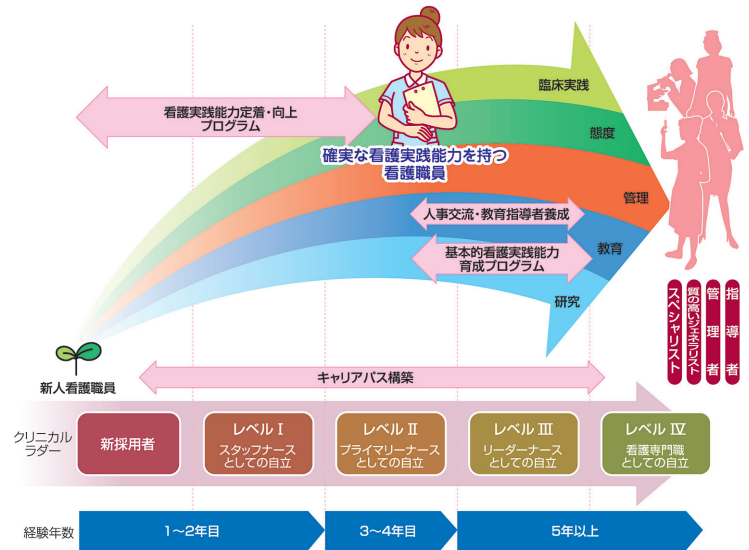 臨床実践
看護実践能力定着・向上
プログラム
態度
確実な看護実践能力を持つ
看護職員
管理
人事交流・教育指導者養成
教育
基本的看護実践能力
育成プログラム
研究
スペシャリスト
質の高いジェネラリスト
管理者
指導者
新人看護職員
キャリアパス構築
クリニカル
ラダー
新採用者
レベルⅠ
スタッフナース
としての自立
レベルⅡ
プライマリーナース
としての自立
レベルⅢ
リーダーナース
としての自立
レベルⅣ
看護専門職
としての自立
経験年数
1～2年目
3～4年目
5年以上